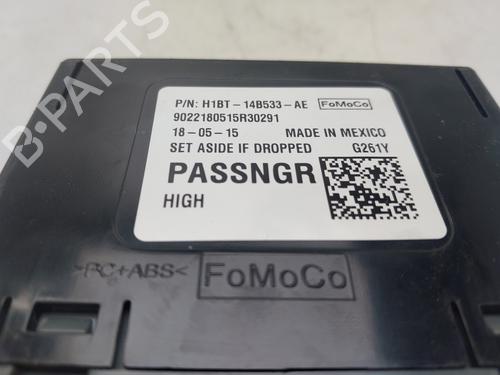 P/N: H1BT-14B533-AE FoMoCo
9022180515R30291
18-05-15 MADE IN MEXICO
SET ASIDE IF DROPPED G261Y
PASSNGR
HIGH
>PC+ABS< FoMoCo
B-PARTS